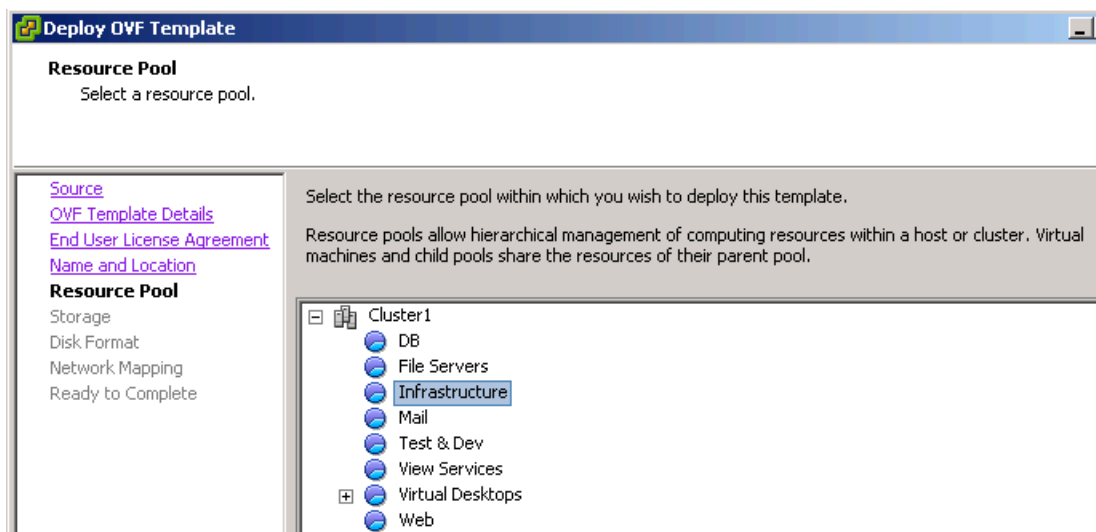 Deploy OVF Template
Resource Pool
Select a resource pool.
Source
OVF Template Details
End User License Agreement
Name and Location
Resource Pool
Storage
Disk Format
Network Mapping
Ready to Complete
Select the resource pool within which you wish to deploy this template.
Resource pools allow hierarchical management of computing resources within a host or cluster. Virtual
machines and child pools share the resources of their parent pool.
Cluster1
DB
File Servers
Infrastructure
Mail
Test & Dev
View Services
Virtual Desktops
Web